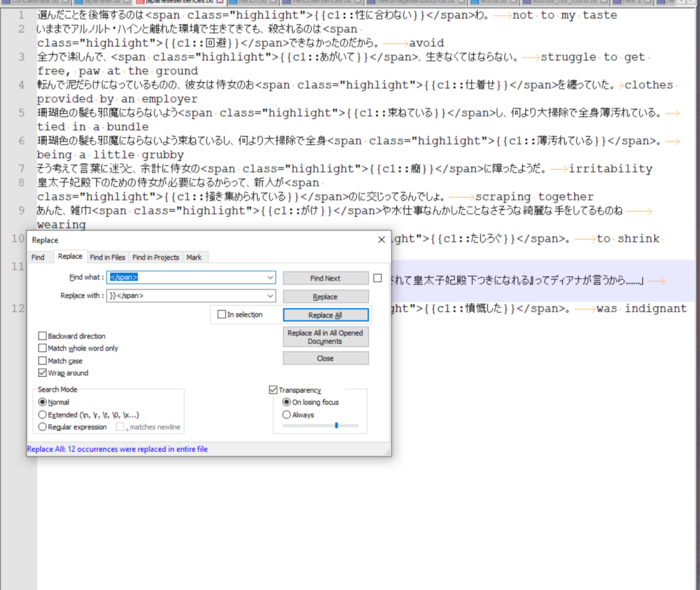 1 選んだことを後悔するのは<span class="highlight">{{c1::性に合わない}}</span>わ。 not to my taste
2 いままでアルノルト・ハインと離れた環境で生きてきても、殺されるのは<span
class="highlight">{{c1::回避}}</span>できなかったのだから。 avoid
3 全力で楽しんで、<span class="highlight">{{c1::あがいて}}</span>、生きなくてはならない。 struggle to get
free, paw at the ground
4 転んで泥だらけになっているものの、彼女は侍女のお<span class="highlight">{{c1::仕着せ}}</span>を纏っていた。 clothes
provided by an employer
5 珊瑚色の髪も邪魔にならないよう<span class="highlight">{{c1::束ねている}}</span>し、何より大掃除で全身薄汚れている。
tied in a bundle
6 珊瑚色の髪も邪魔にならないよう束ねているし、何より大掃除で全身<span class="highlight">{{c1::薄汚れている}}</span>。
being a little grubby
7 そう考えて言葉に迷うと、余計に侍女の<span class="highlight">{{c1::癇}}</span>に障ったようだ。 irritability
8 皇太子妃殿下のための侍女が必要になるからって、新人が<span
class="highlight">{{c1::掻き集められている}}</span>のに交じってるんでしょ。 scraping together
9 あんた、雑巾<span class="highlight">{{c1::がけ}}</span>や水仕事なんかしたことなさそうな綺麗な手をしてるものね
wearing
10 ght">{{c1::たじろぐ}}</span>。 to shrink
11 れて皇太子妃殿下つきになれる』ってディアナが言うから……」
12 ght">{{c1::憤慨した}}</span>。 was indignant
Replace
Find Replace Find in Files Find in Projects Mark
Find what : </span> Find Next
Replace with : }}</span> Replace
In selection Replace All
Replace All in All Opened
Documents
Close
Backward direction
Match whole word only
Match case
Wrap around
Search Mode
Normal
Extended (\n, \r, \t, \0, \x...)
Regular expression . matches newline
Transparency
On losing focus
Always
Replace All: 12 occurrences were replaced in entire file